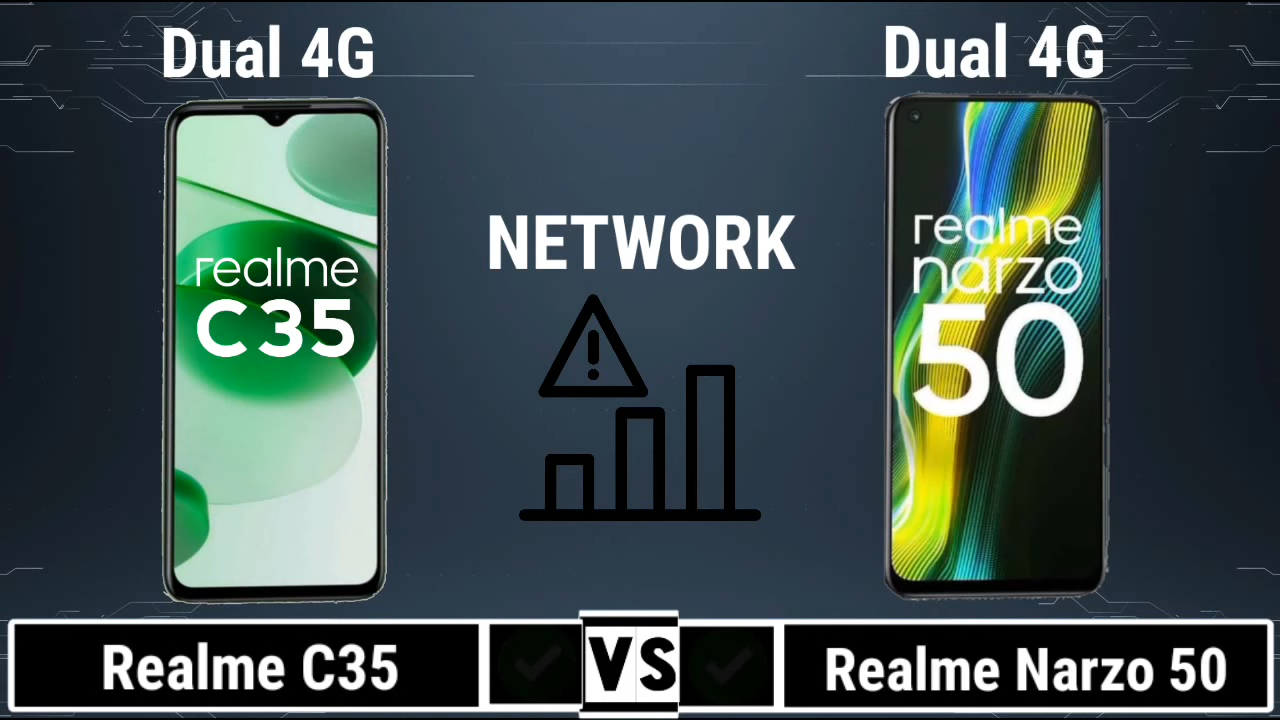 Dual 4G
Dual 4G
NETWORK
realme
C35
realme
narzo
50
Realme C35
VS
Realme Narzo 50